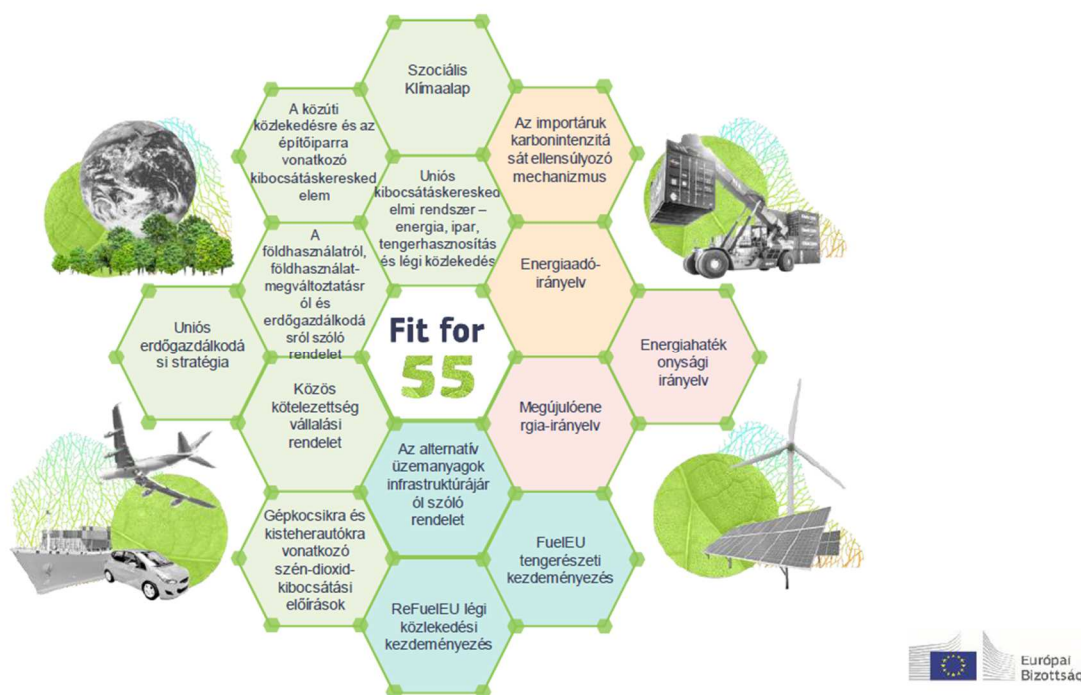 Szociális
Klímaalap
A közúti
közlekedésre és az
építőiparra
vonatkozó
kibocsátáskeresked
elem
Az importáruk
karbonintenzitá
sát ellensúlyozó
mechanizmus
Uniós
kibocsátáskeresked
elmi rendszer –
energia, ipar,
tengerhasznosítás
és légi közlekedés
A
földhasználatról,
földhasználat-
megváltoztatásr
ól és
erdőgazdálkodá
sról szóló
rendelet
Energiaadó-
irányelv
Uniós
erdőgazdálkodá
si stratégia
Fit for
55
Energiahaték
onysági
irányelv
Közös
kötelezettség
vállalási
rendelet
Megújulóene
rgia-irányelv
Az alternatív
üzemanyagok
infrastruktúrájár
ól szóló
rendelet
Gépkocsikra és
kisteherautókra
vonatkozó
szén-dioxid-
kibocsátási
előírások
FuelEU
tengerészeti
kezdeményezés
ReFuelEU légi
közlekedési
kezdeményezés
Európai
Bizottság